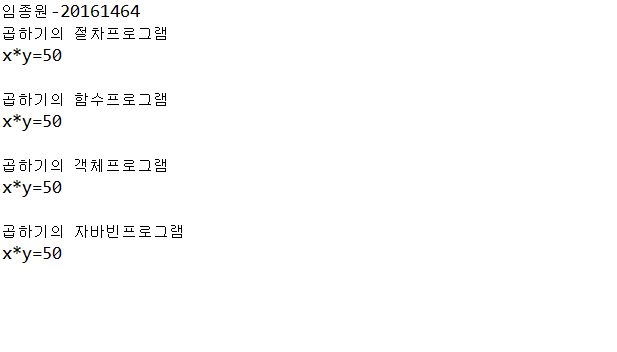 임종원-20161464
곱하기의 절차프로그램
x*y=50
곱하기의 함수프로그램
x*y=50
곱하기의 객체프로그램
x*y=50
곱하기의 자바빈프로그램
x*y=50